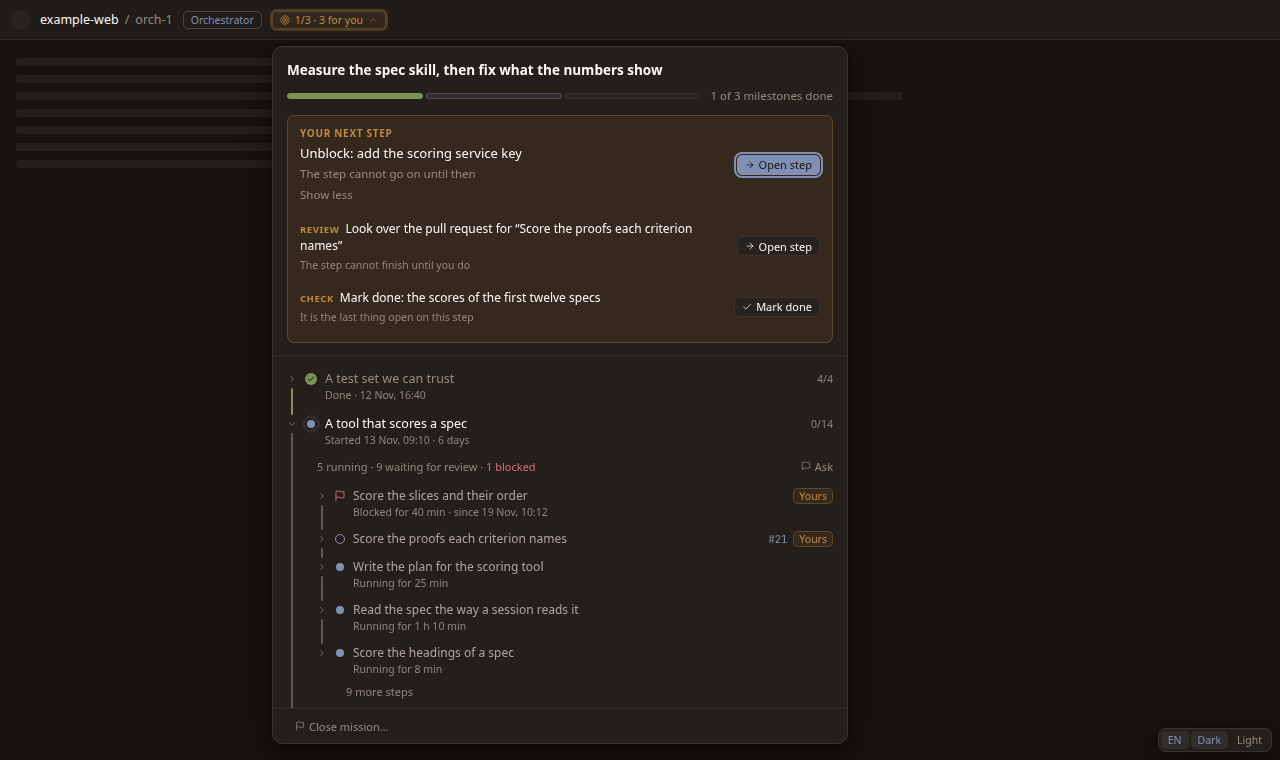 example-web / orch-1 Orchestrator 1/3 · 3 for you
Measure the spec skill, then fix what the numbers show
1 of 3 milestones done
YOUR NEXT STEP
Unblock: add the scoring service key
The step cannot go on until then
Open step
Show less
REVIEW Look over the pull request for “Score the proofs each criterion
names”
The step cannot finish until you do
Open step
CHECK Mark done: the scores of the first twelve specs
It is the last thing open on this step
Mark done
A test set we can trust 4/4
Done · 12 Nov, 16:40
A tool that scores a spec 0/14
Started 13 Nov, 09:10 · 6 days
5 running · 9 waiting for review · 1 blocked Ask
Score the slices and their order Yours
Blocked for 40 min · since 19 Nov, 10:12
Score the proofs each criterion names #21 Yours
Write the plan for the scoring tool
Running for 25 min
Read the spec the way a session reads it
Running for 1 h 10 min
Score the headings of a spec
Running for 8 min
9 more steps
Close mission…
EN Dark Light